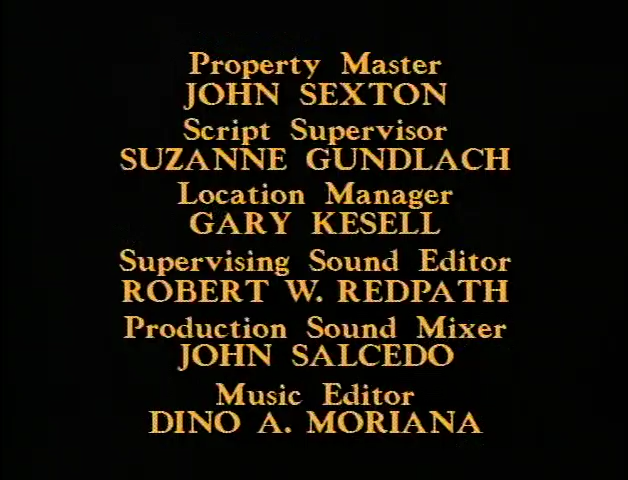 Property Master
JOHN SEXTON
Script Supervisor
SUZANNE GUNDLACH
Location Manager
GARY KESELL
Supervising Sound Editor
ROBERT W. REDPATH
Production Sound Mixer
JOHN SALCEDO
Music Editor
DINO A. MORIANA